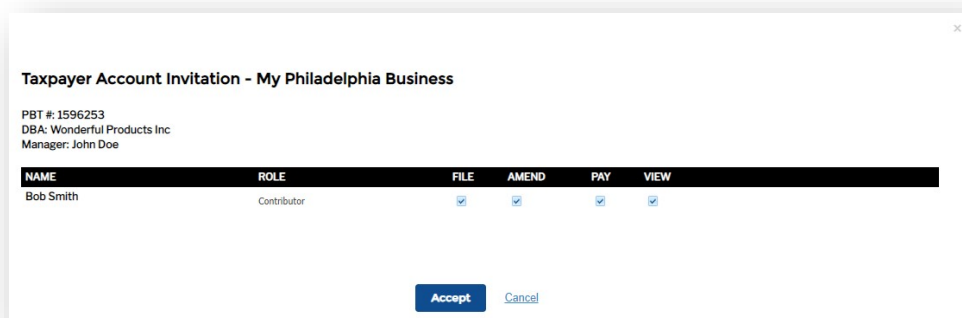 ×
Taxpayer Account Invitation - My Philadelphia Business
PBT #: 1596253
DBA: Wonderful Products Inc
Manager: John Doe
NAME ROLE FILE AMEND PAY VIEW
Bob Smith Contributor
Accept Cancel